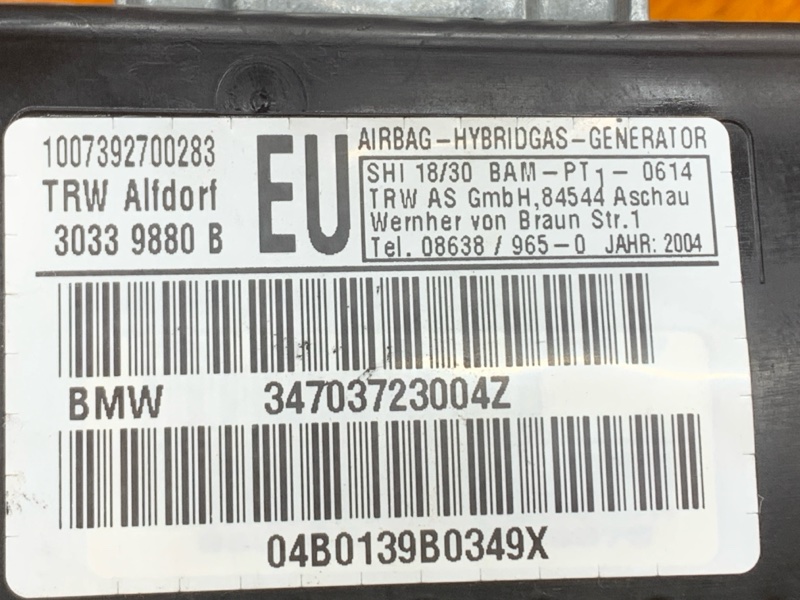 1007392700283
TRW Alfdorf
3033 9880 B
EU
AIRBAG-HYBRIDGAS-GENERATOR
SHI 18/30 BAM-PT1-0614
TRW AS GmbH,84544 Aschau
Wernher von Braun Str.1
Tel. 08638 / 965-0 JAHR: 2004
BMW 34703723004Z
04B0139B0349X